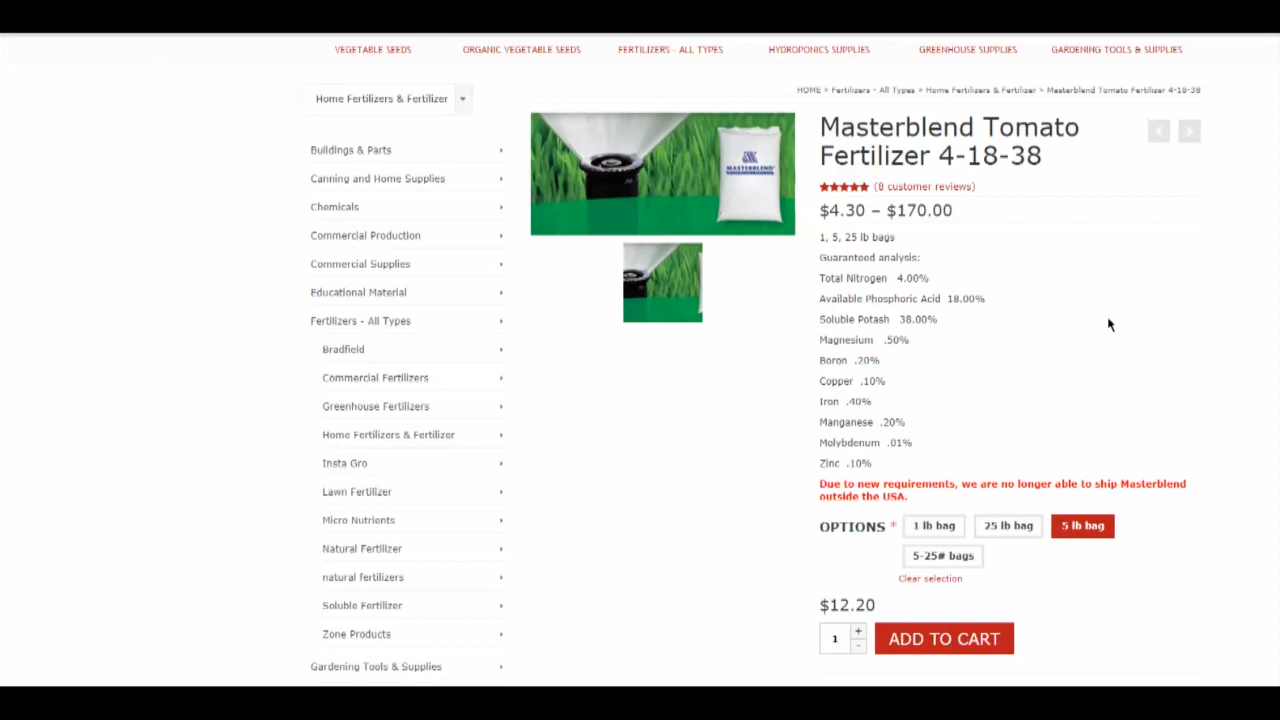 VEGETABLE SEEDS
ORGANIC VEGETABLE SEEDS
FERTILIZERS - ALL TYPES
HYDROPONICS SUPPLIES
GREENHOUSE SUPPLIES
GARDENING TOOLS & SUPPLIES
Home Fertilizers & Fertilizer
Buildings & Parts
Canning and Home Supplies
Chemicals
Commercial Production
Commercial Supplies
Educational Material
Fertilizers - All Types
Bradfield
Commercial Fertilizers
Greenhouse Fertilizers
Home Fertilizers & Fertilizer
Insta Gro
Lawn Fertilizer
Micro Nutrients
Natural Fertilizer
natural fertilizers
Soluble Fertilizer
Zone Products
Gardening Tools & Supplies
MASTERBLEND
HOME » Fertilizers - All Types » Home Fertilizers & Fertilizer » Masterblend Tomato Fertilizer 4-18-38
Masterblend Tomato
Fertilizer 4-18-38
(8 customer reviews)
$4.30 – $170.00
1, 5, 25 lb bags
Guaranteed analysis:
Total Nitrogen 4.00%
Available Phosphoric Acid 18.00%
Soluble Potash 38.00%
Magnesium .50%
Boron .20%
Copper .10%
Iron .40%
Manganese .20%
Molybdenum .01%
Zinc .10%
Due to new requirements, we are no longer able to ship Masterblend
outside the USA.
OPTIONS * 1 lb bag 25 lb bag 5 lb bag
5-25# bags
Clear selection
$12.20
1 + -
ADD TO CART